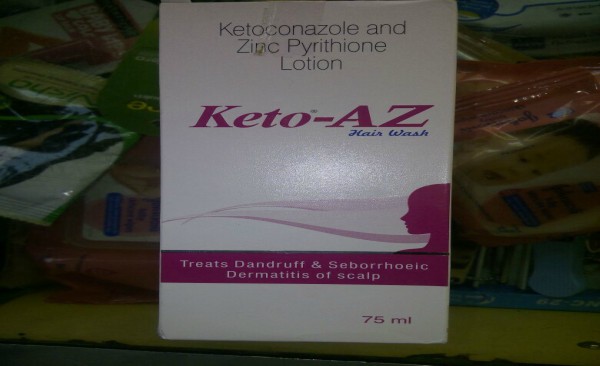 Ketoconazole and
Zinc Pyrithione
Lotion
Keto®-AZ
Hair Wash
Treats Dandruff & Seborrhoeic
Dermatitis of scalp
75 ml